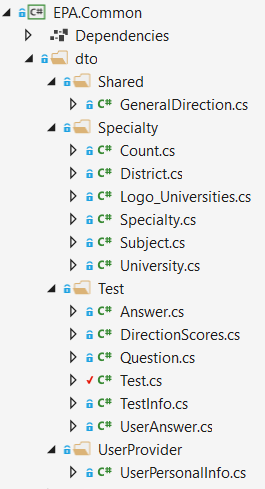 C# EPA.Common
Dependencies
dto
Shared
C# GeneralDirection.cs
Specialty
C# Count.cs
C# District.cs
C# Logo_Universities.cs
C# Specialty.cs
C# Subject.cs
C# University.cs
Test
C# Answer.cs
C# DirectionScores.cs
C# Question.cs
C# Test.cs
C# TestInfo.cs
C# UserAnswer.cs
UserProvider
C# UserPersonalInfo.cs